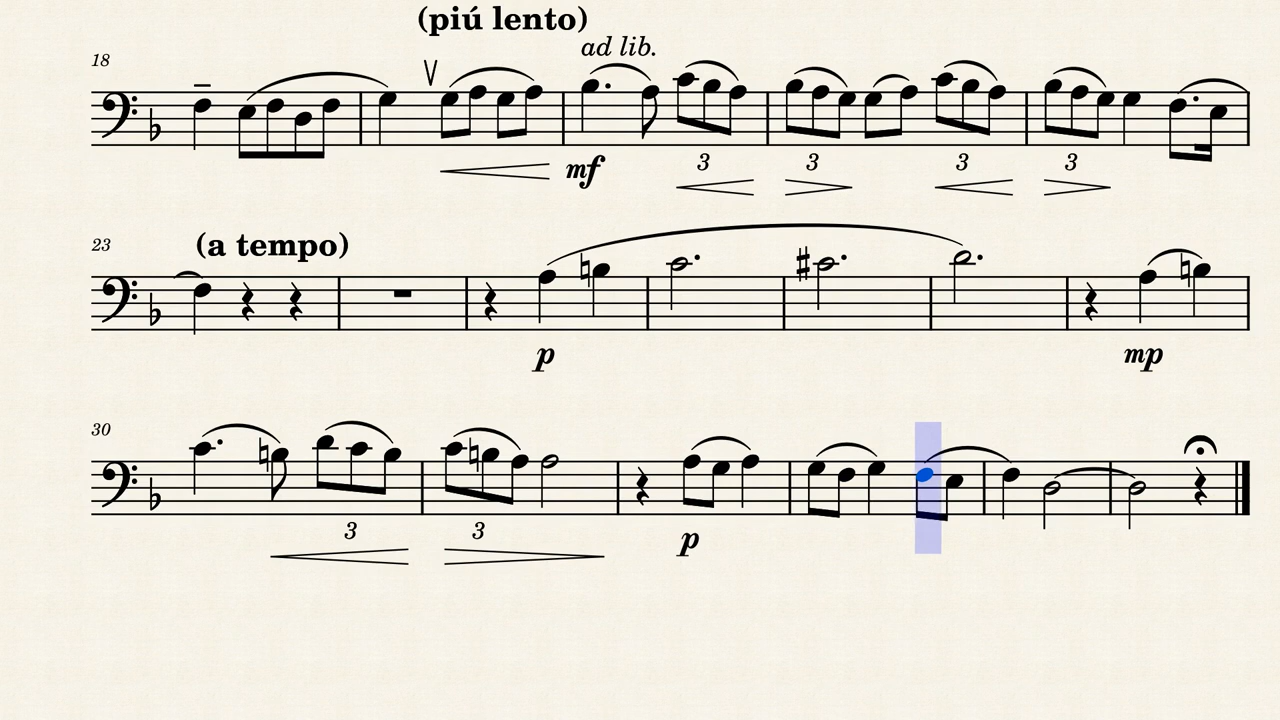 (piú lento)
ad lib.
18
mf
3 3 3 3
23
(a tempo)
p mp
30
3 3
p